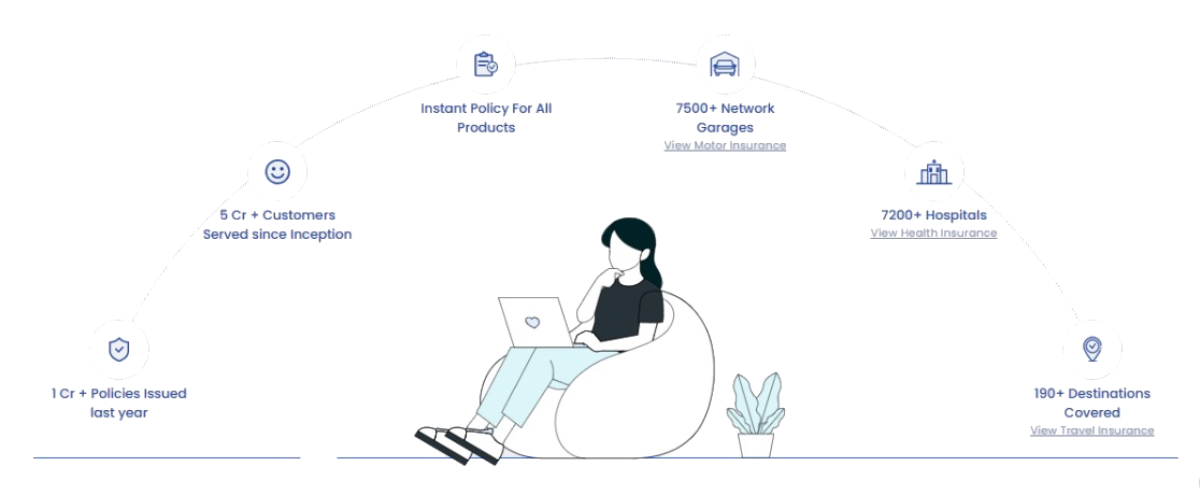 Instant Policy For All
Products
7500+ Network
Garages
View Motor Insurance
5 Cr + Customers
Served since Inception
7200+ Hospitals
View Health Insurance
1 Cr + Policies Issued
last year
190+ Destinations
Covered
View Travel Insurance